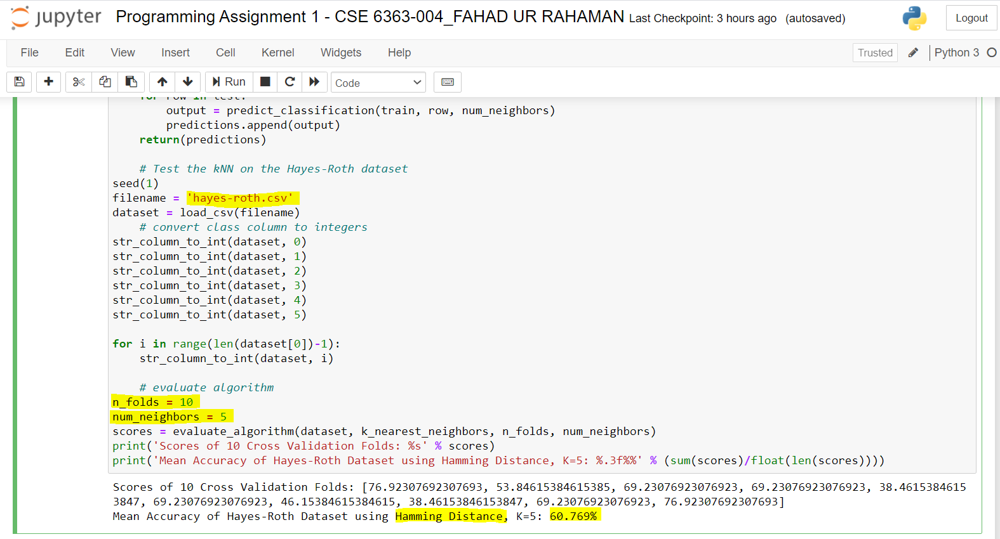 jupyter Programming Assignment 1 - CSE 6363-004_FAHAD UR RAHAMAN Last Checkpoint: 3 hours ago (autosaved) Logout
File Edit View Insert Cell Kernel Widgets Help Trusted Python 3
Run Code
for row in test:
output = predict_classification(train, row, num_neighbors)
predictions.append(output)
return(predictions)
# Test the kNN on the Hayes-Roth dataset
seed(1)
filename = 'hayes-roth.csv'
dataset = load_csv(filename)
# convert class column to integers
str_column_to_int(dataset, 0)
str_column_to_int(dataset, 1)
str_column_to_int(dataset, 2)
str_column_to_int(dataset, 3)
str_column_to_int(dataset, 4)
str_column_to_int(dataset, 5)
for i in range(len(dataset[0])-1):
str_column_to_int(dataset, i)
# evaluate algorithm
n_folds = 10
num_neighbors = 5
scores = evaluate_algorithm(dataset, k_nearest_neighbors, n_folds, num_neighbors)
print('Scores of 10 Cross Validation Folds: %s' % scores)
print('Mean Accuracy of Hayes-Roth Dataset using Hamming Distance, K=5: %.3f%%' % (sum(scores)/float(len(scores))))
Scores of 10 Cross Validation Folds: [76.92307692307693, 53.84615384615385, 69.23076923076923, 69.23076923076923, 38.4615384615
3847, 69.23076923076923, 46.15384615384615, 38.46153846153847, 69.23076923076923, 76.92307692307693]
Mean Accuracy of Hayes-Roth Dataset using Hamming Distance, K=5: 60.769%